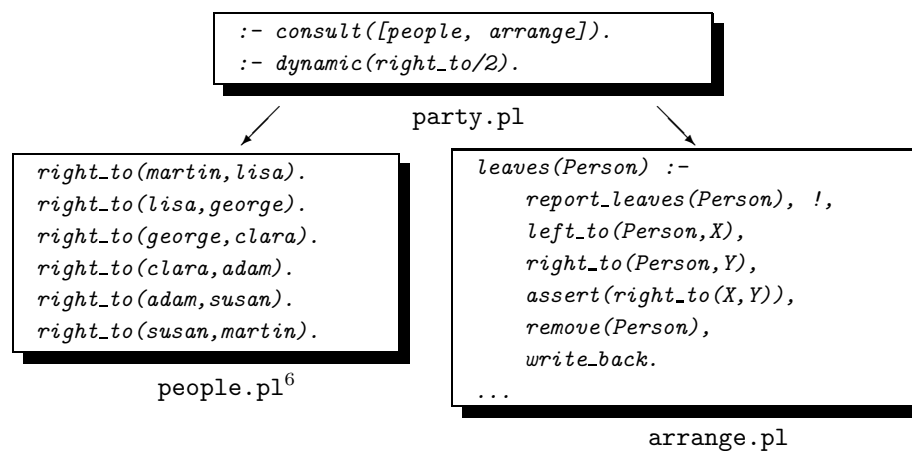 :- consult([people, arrange]).
:- dynamic(right_to/2).
party.pl
right_to(martin,lisa).
right_to(lisa,george).
right_to(george,clara).
right_to(clara,adam).
right_to(adam,susan).
right_to(susan,martin).
people.pl⁶
leaves(Person) :-
report_leaves(Person), !,
left_to(Person,X),
right_to(Person,Y),
assert(right_to(X,Y)),
remove(Person),
write_back.
...
arrange.pl